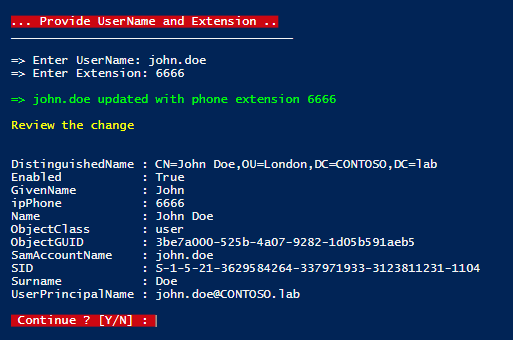 ... Provide UserName and Extension ..
=> Enter UserName: john.doe
=> Enter Extension: 6666
=> john.doe updated with phone extension 6666
Review the change
DistinguishedName : CN=John Doe,OU=London,DC=CONTOSO,DC=lab
Enabled : True
GivenName : John
ipPhone : 6666
Name : John Doe
ObjectClass : user
ObjectGUID : 3be7a000-525b-4a07-9282-1d05b591aeb5
SamAccountName : john.doe
SID : S-1-5-21-3629584264-337971933-3123811231-1104
Surname : Doe
UserPrincipalName : john.doe@CONTOSO.lab
Continue ? [Y/N] :